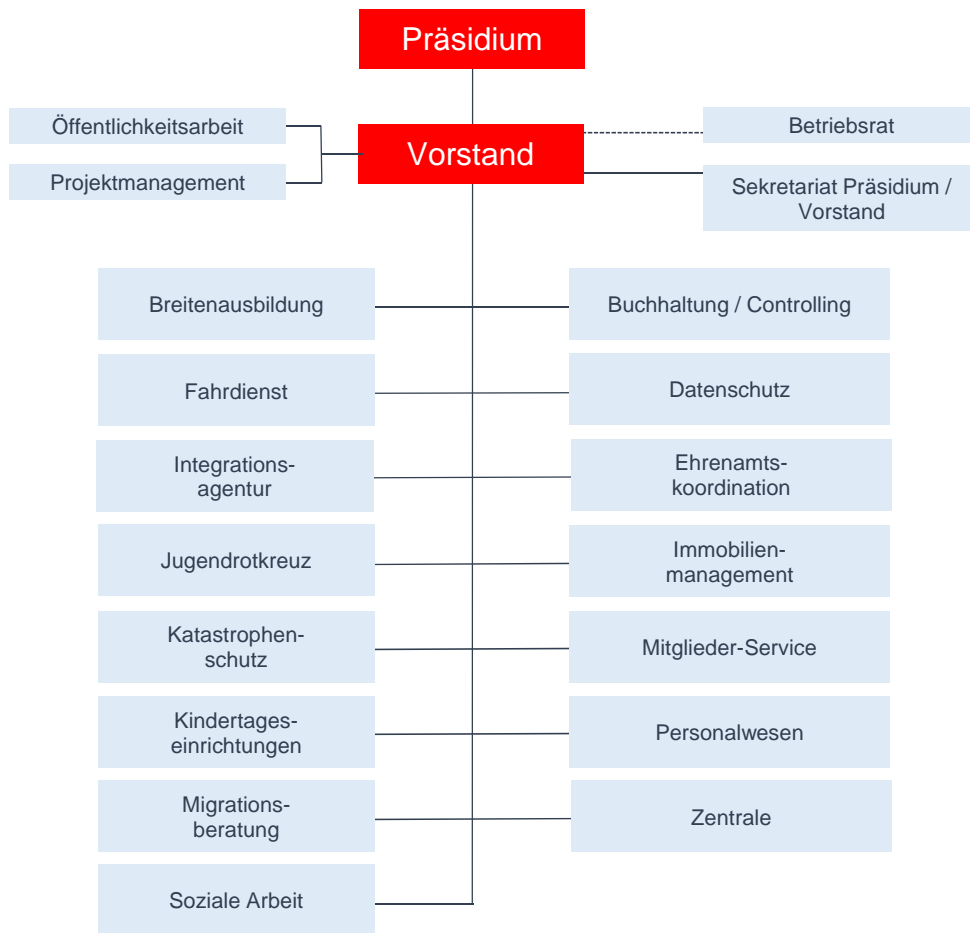 Präsidium
Öffentlichkeitsarbeit
Projektmanagement
Vorstand
Betriebsrat
Sekretariat Präsidium /
Vorstand
Breitenausbildung
Buchhaltung / Controlling
Fahrdienst
Datenschutz
Integrations-
agentur
Ehrenamts-
koordination
Jugendrotkreuz
Immobilien-
management
Katastrophen-
schutz
Mitglieder-Service
Kindertages-
einrichtungen
Personalwesen
Migrations-
beratung
Zentrale
Soziale Arbeit